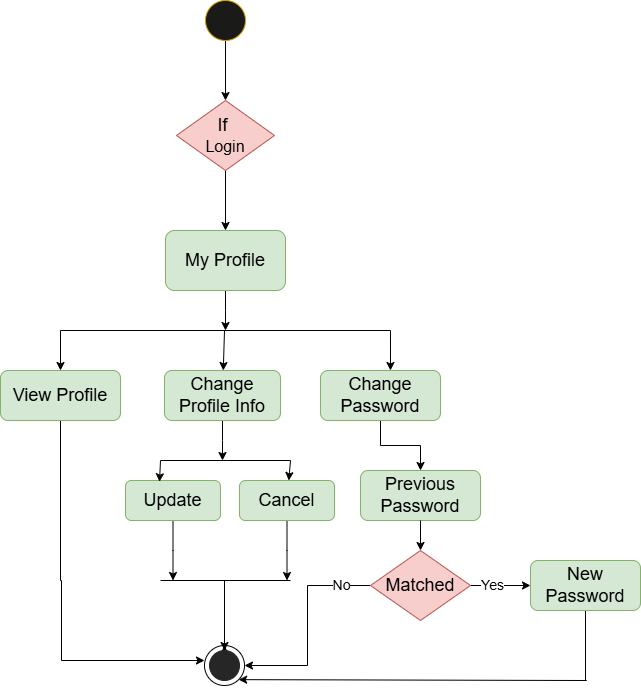 If
Login
My Profile
View Profile
Change
Profile Info
Change
Password
Update
Cancel
Previous
Password
No
Matched
Yes
New
Password